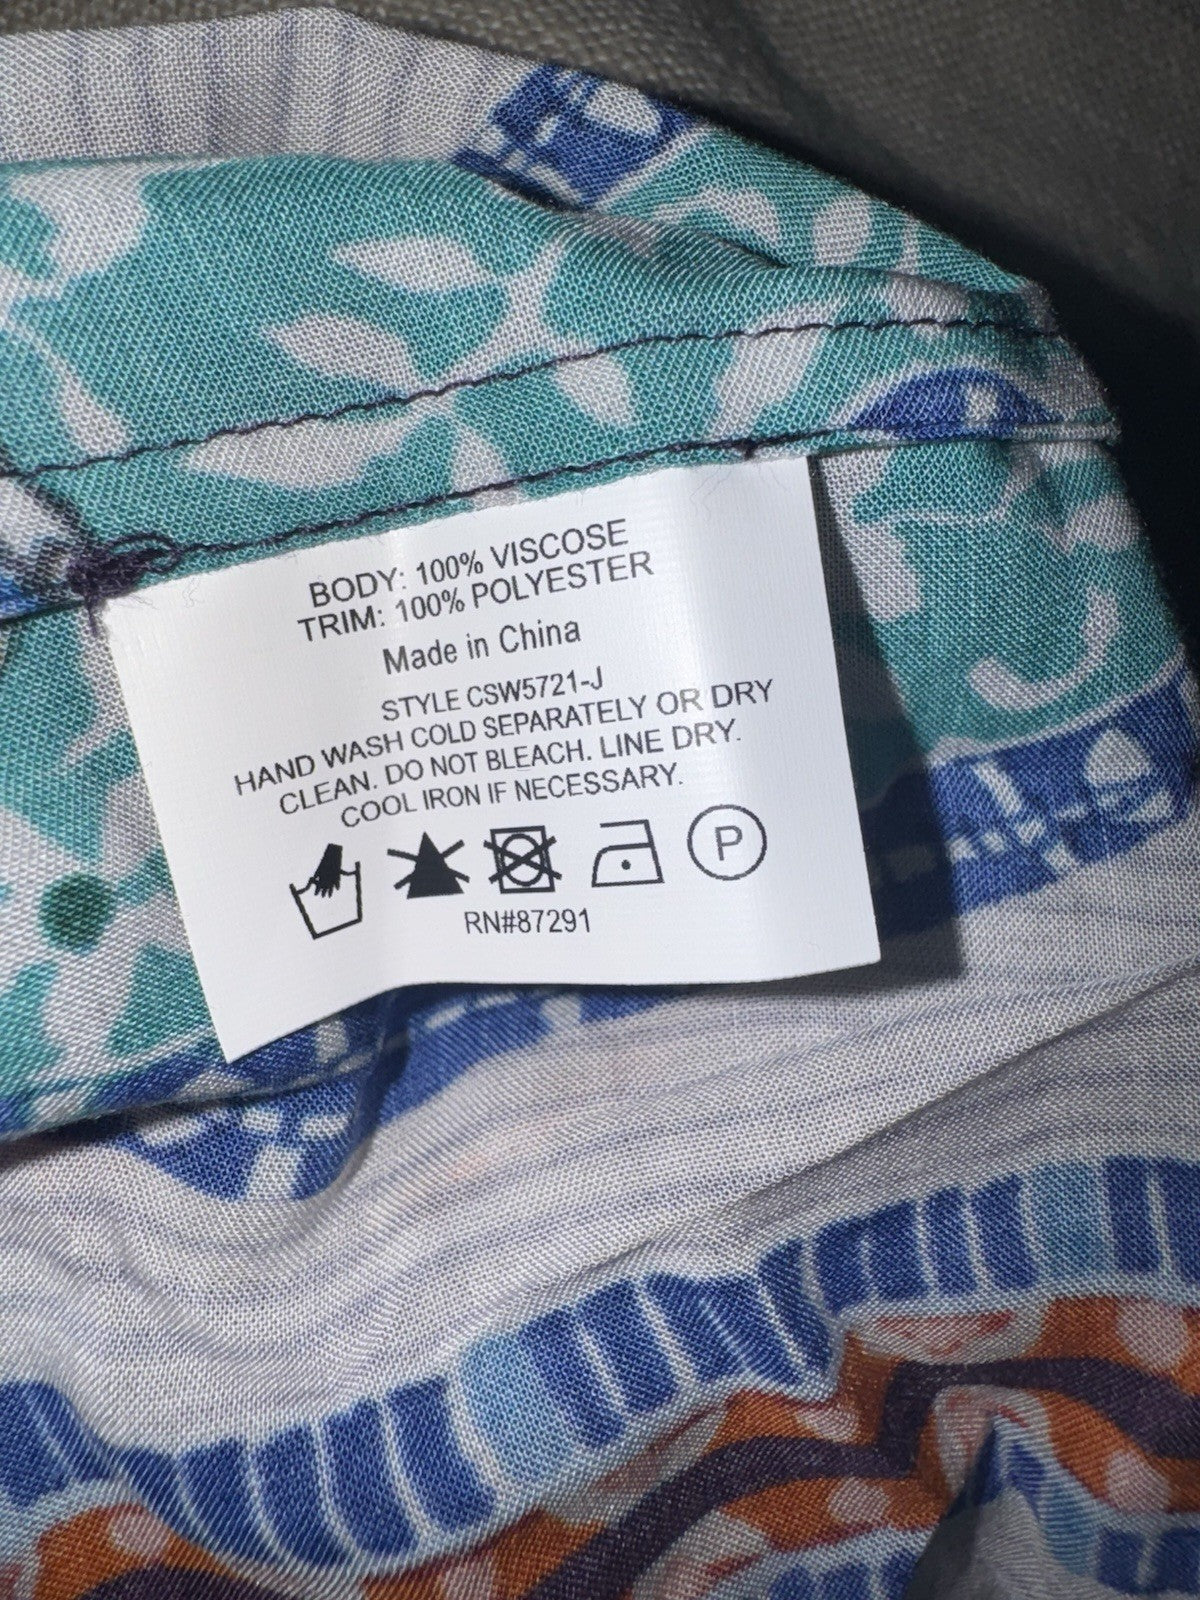 BODY: 100% VISCOSE
TRIM: 100% POLYESTER
Made in China
STYLE CSW5721-J
HAND WASH COLD SEPARATELY OR DRY
CLEAN. DO NOT BLEACH. LINE DRY.
COOL IRON IF NECESSARY.
P
RN#87291